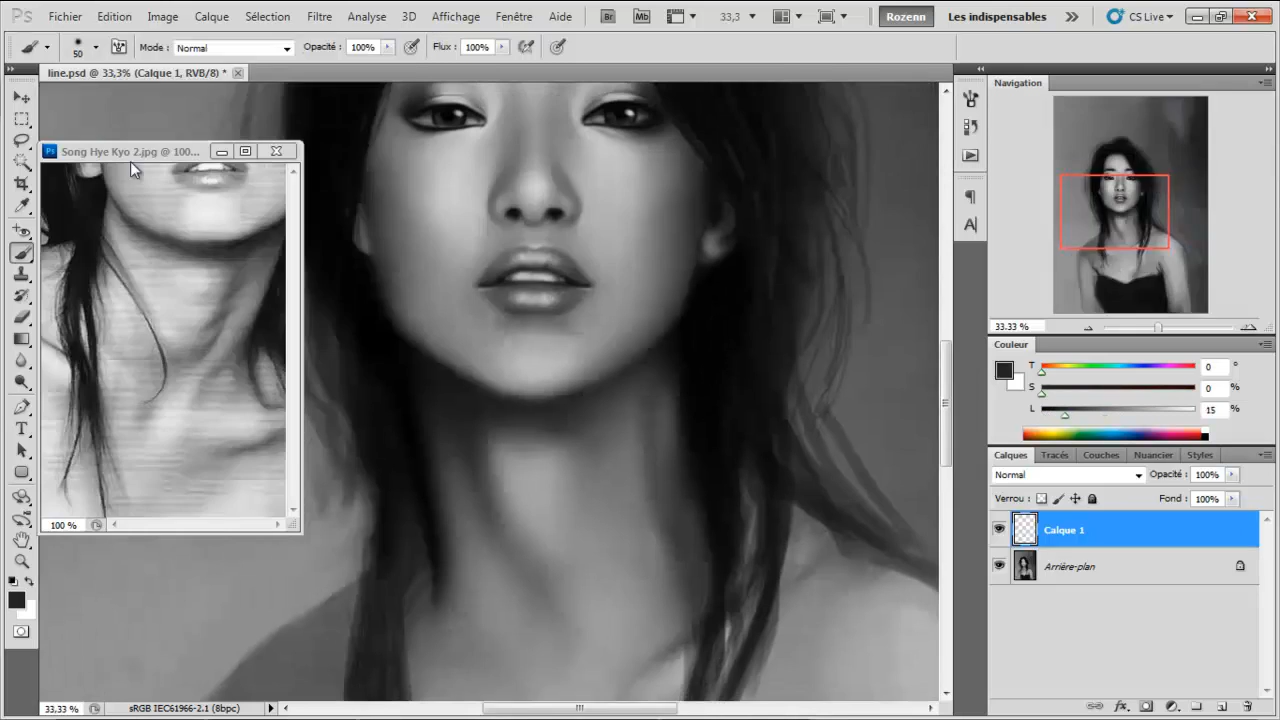 Ps Fichier Edition Image Calque Sélection Filtre Analyse 3D Affichage Fenêtre Aide Br Mb 33,3 Rozenn Les indispensables CS Live
50 Mode : Normal Opacité : 100% Flux : 100%
line.psd @ 33,3% (Calque 1, RVB/8) *
Navigation
Ps Song Hye Kyo 2.jpg @ 100...
33.33 %
Couleur
T 0 °
S 0 %
L 15 %
Calques Tracés Couches Nuancier Styles
Normal Opacité : 100%
Verrou : Fond : 100%
100 %
Calque 1
Arrière-plan
33,33 % sRGB IEC61966-2.1 (8bpc)